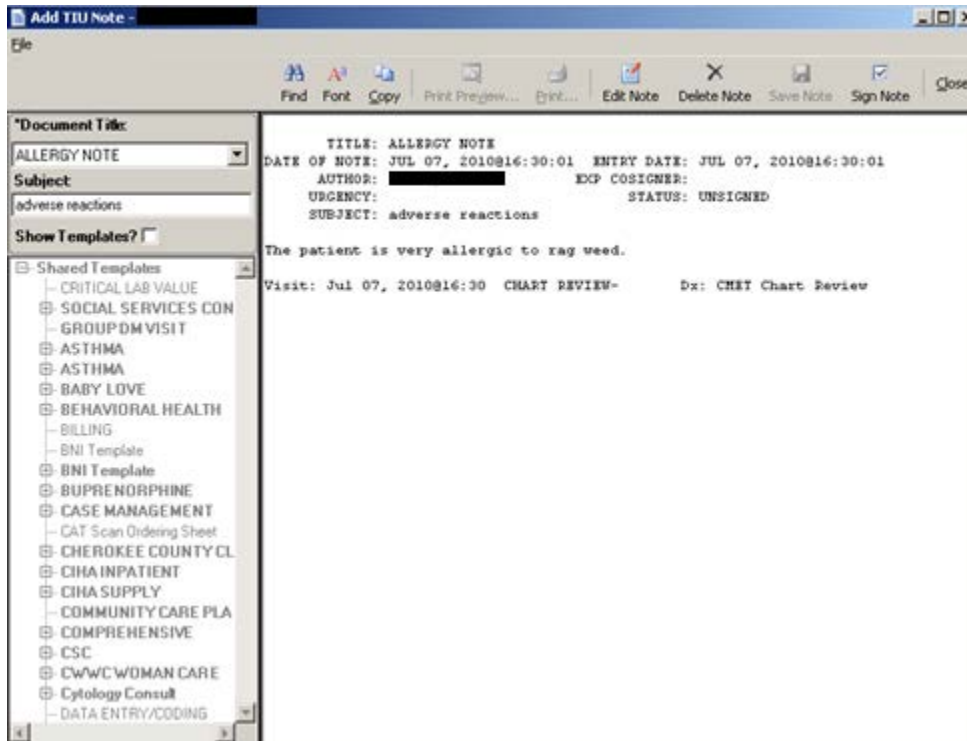 Add TIU Note -
File
Find Font Copy Print Preview... Print... Edit Note Delete Note Save Note Sign Note Close
*Document Title:
ALLERGY NOTE
Subject:
adverse reactions
Show Templates?
Shared Templates
CRITICAL LAB VALUE
SOCIAL SERVICES CON
GROUP DM VISIT
ASTHMA
ASTHMA
BABY LOVE
BEHAVIORAL HEALTH
BILLING
BNI Template
BNI Template
BUPRENORPHINE
CASE MANAGEMENT
CAT Scan Ordering Sheet
CHEROKEE COUNTY CL
CIHA INPATIENT
CIHA SUPPLY
COMMUNITY CARE PLA
COMPREHENSIVE
CSC
CWWC WOMAN CARE
Cytology Consult
DATA ENTRY/CODING
TITLE: ALLERGY NOTE
DATE OF NOTE: JUL 07, 2010@16:30:01 ENTRY DATE: JUL 07, 2010@16:30:01
AUTHOR: EXP COSIGNER:
URGENCY: STATUS: UNSIGNED
SUBJECT: adverse reactions
The patient is very allergic to rag weed.
Visit: Jul 07, 2010@16:30 CHART REVIEW- Dx: CMET Chart Review